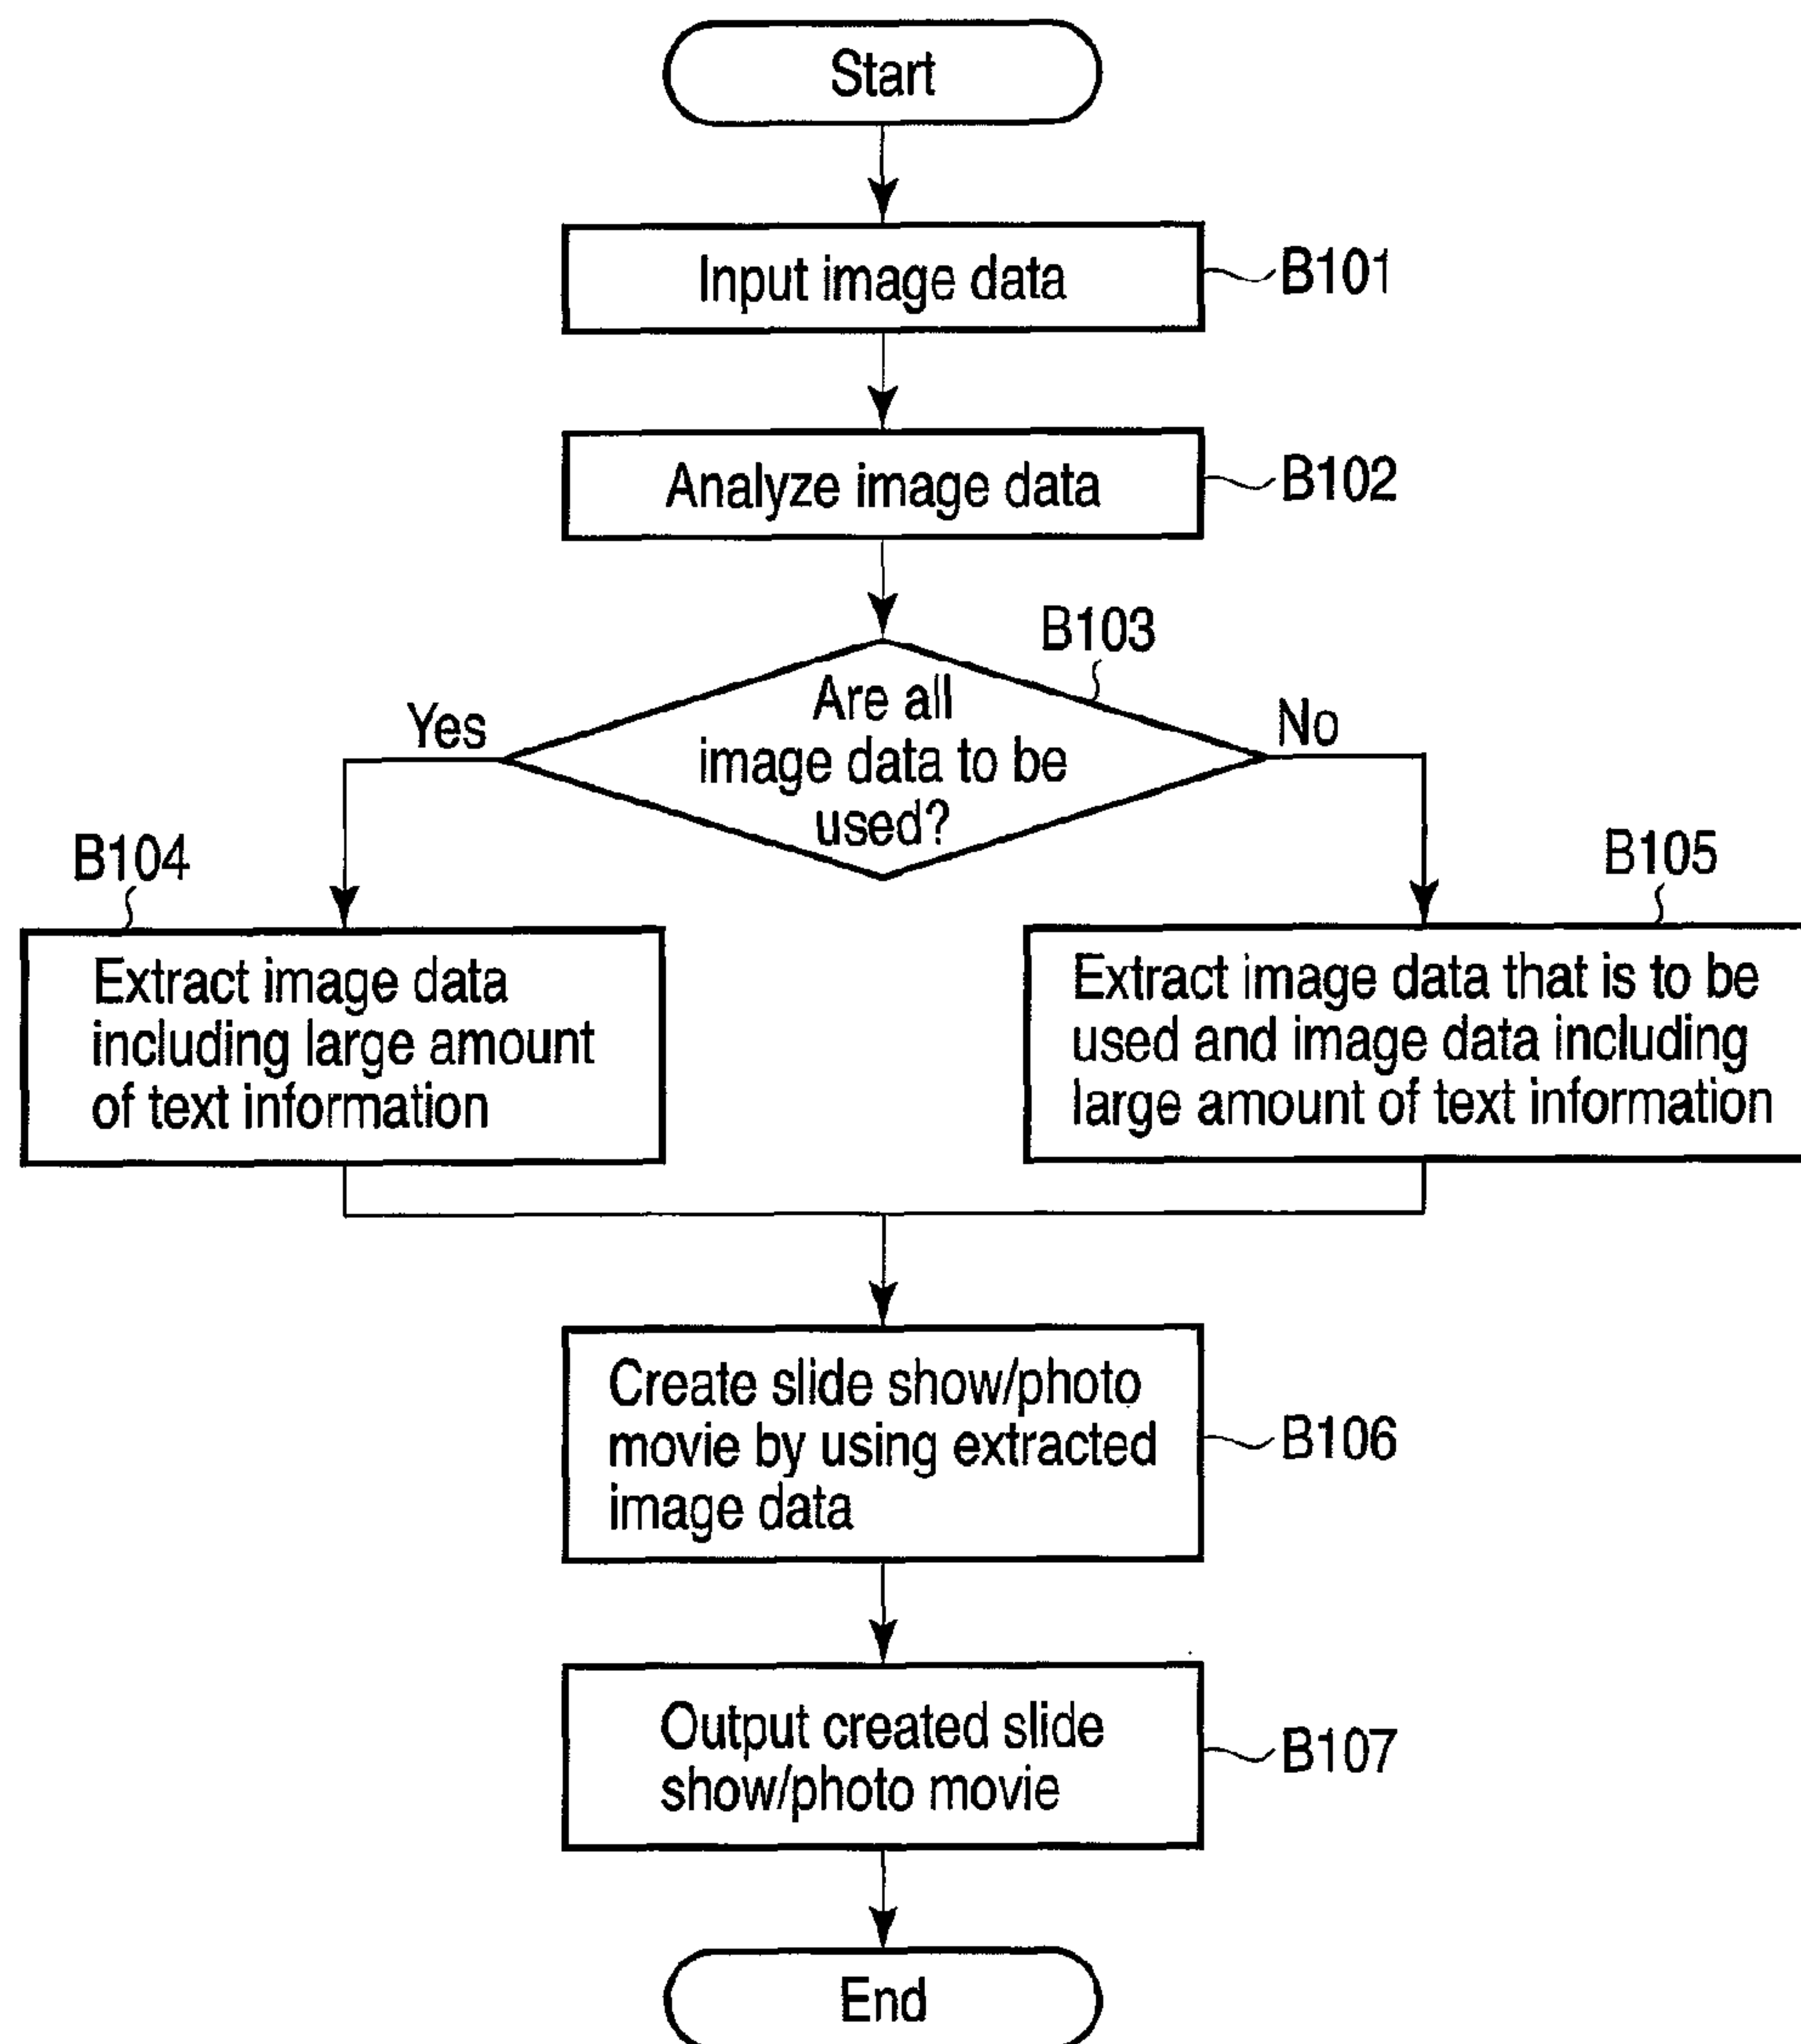 Start
Input image data
B101
Analyze image data
B102
B103
Are all
image data to be
used?
Yes
No
B104
Extract image data
including large amount
of text information
B105
Extract image data that is to be
used and image data including
large amount of text information
Create slide show/photo
movie by using extracted
image data
B106
Output created slide
show/photo movie
B107
End